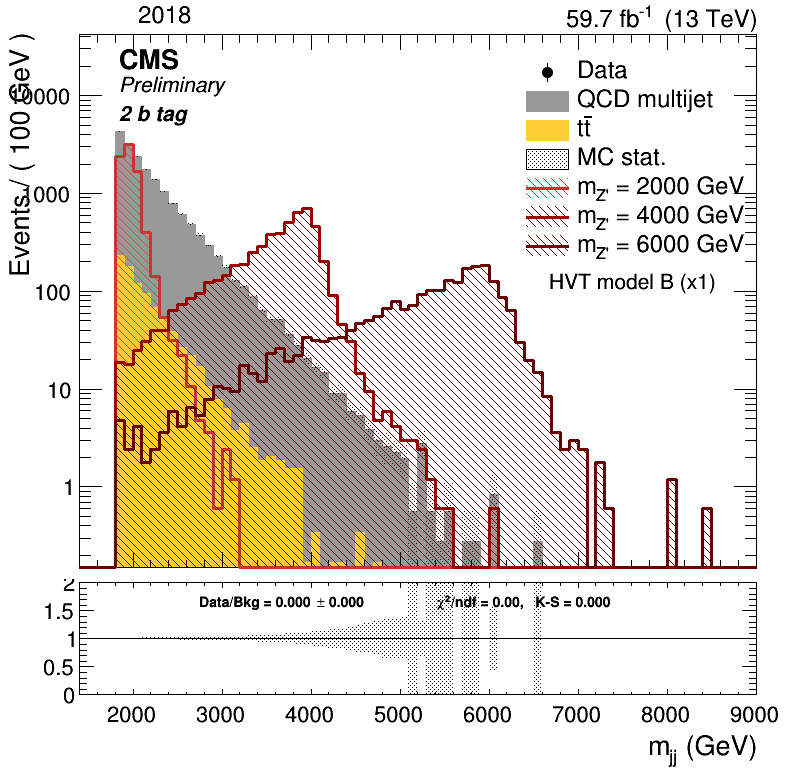 2018 59.7 fb⁻¹ (13 TeV)
CMS
Preliminary
2 b tag
Data
QCD multijet
tt̄
MC stat.
m_Z' = 2000 GeV
m_Z' = 4000 GeV
m_Z' = 6000 GeV
HVT model B (x1)
Events / ( 100 GeV )
10000
1000
100
10
1
Data/Bkg = 0.000 ± 0.000 χ²/ndf = 0.00, K-S = 0.000
2
1.5
1
0.5
0
2000 3000 4000 5000 6000 7000 8000 9000
m_jj (GeV)